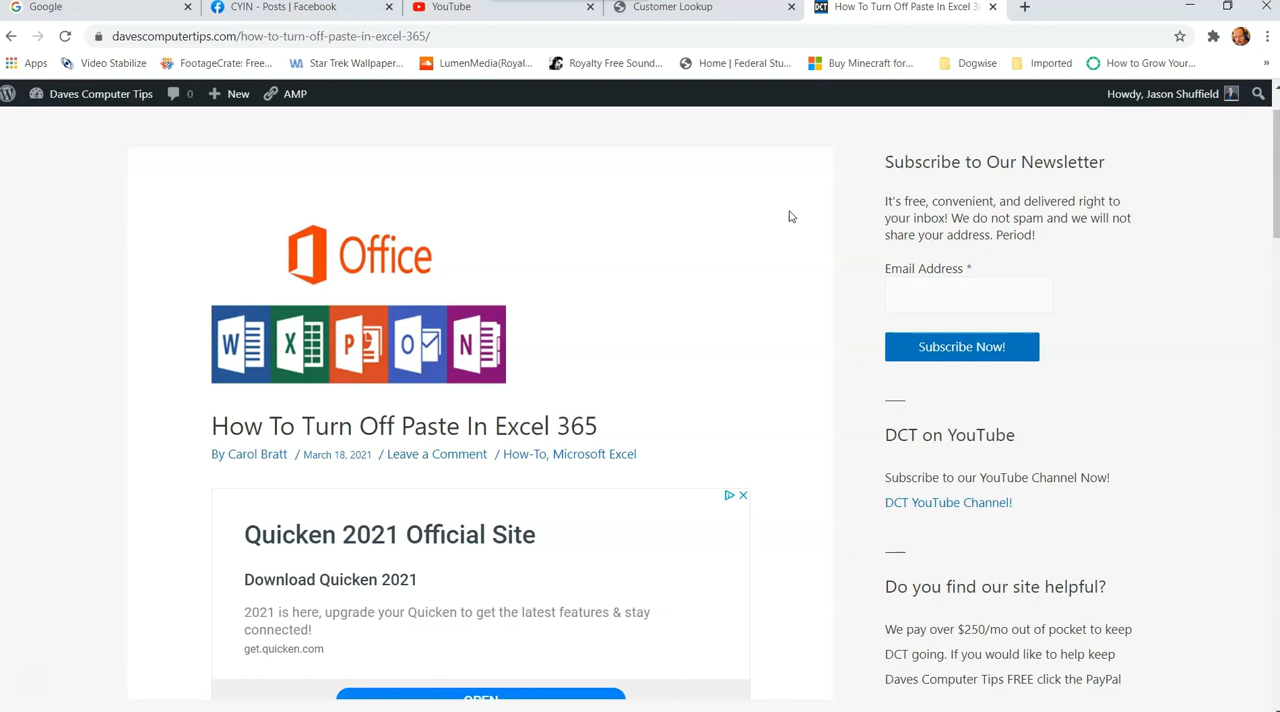 Google
CYIN - Posts | Facebook
YouTube
Customer Lookup
How To Turn Off Paste In Excel 3
davescomputertips.com/how-to-turn-off-paste-in-excel-365/
Apps
Video Stabilize
FootageCrate: Free...
Star Trek Wallpaper...
LumenMedia(Royal...
Royalty Free Sound...
Home | Federal Stu...
Buy Minecraft for...
Dogwise
Imported
How to Grow Your...
»
Daves Computer Tips
0
New
AMP
Howdy, Jason Shuffield
Office
W X P O N
How To Turn Off Paste In Excel 365
By Carol Bratt / March 18, 2021 / Leave a Comment / How-To, Microsoft Excel
Quicken 2021 Official Site
Download Quicken 2021
2021 is here, upgrade your Quicken to get the latest features & stay
connected!
get.quicken.com
OPEN
Subscribe to Our Newsletter
It's free, convenient, and delivered right to
your inbox! We do not spam and we will not
share your address. Period!
Email Address *
Subscribe Now!
DCT on YouTube
Subscribe to our YouTube Channel Now!
DCT YouTube Channel!
Do you find our site helpful?
We pay over $250/mo out of pocket to keep
DCT going. If you would like to help keep
Daves Computer Tips FREE click the PayPal